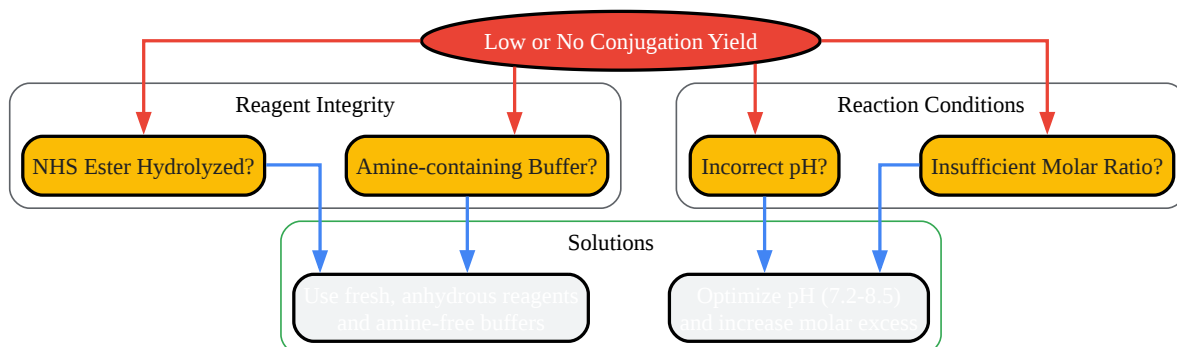 Low or No Conjugation Yield
Reagent Integrity
Reaction Conditions
NHS Ester Hydrolyzed?
Amine-containing Buffer?
Incorrect pH?
Insufficient Molar Ratio?
Solutions
Use fresh, anhydrous reagents
and amine-free buffers
Optimize pH (7.2-8.5)
and increase molar excess